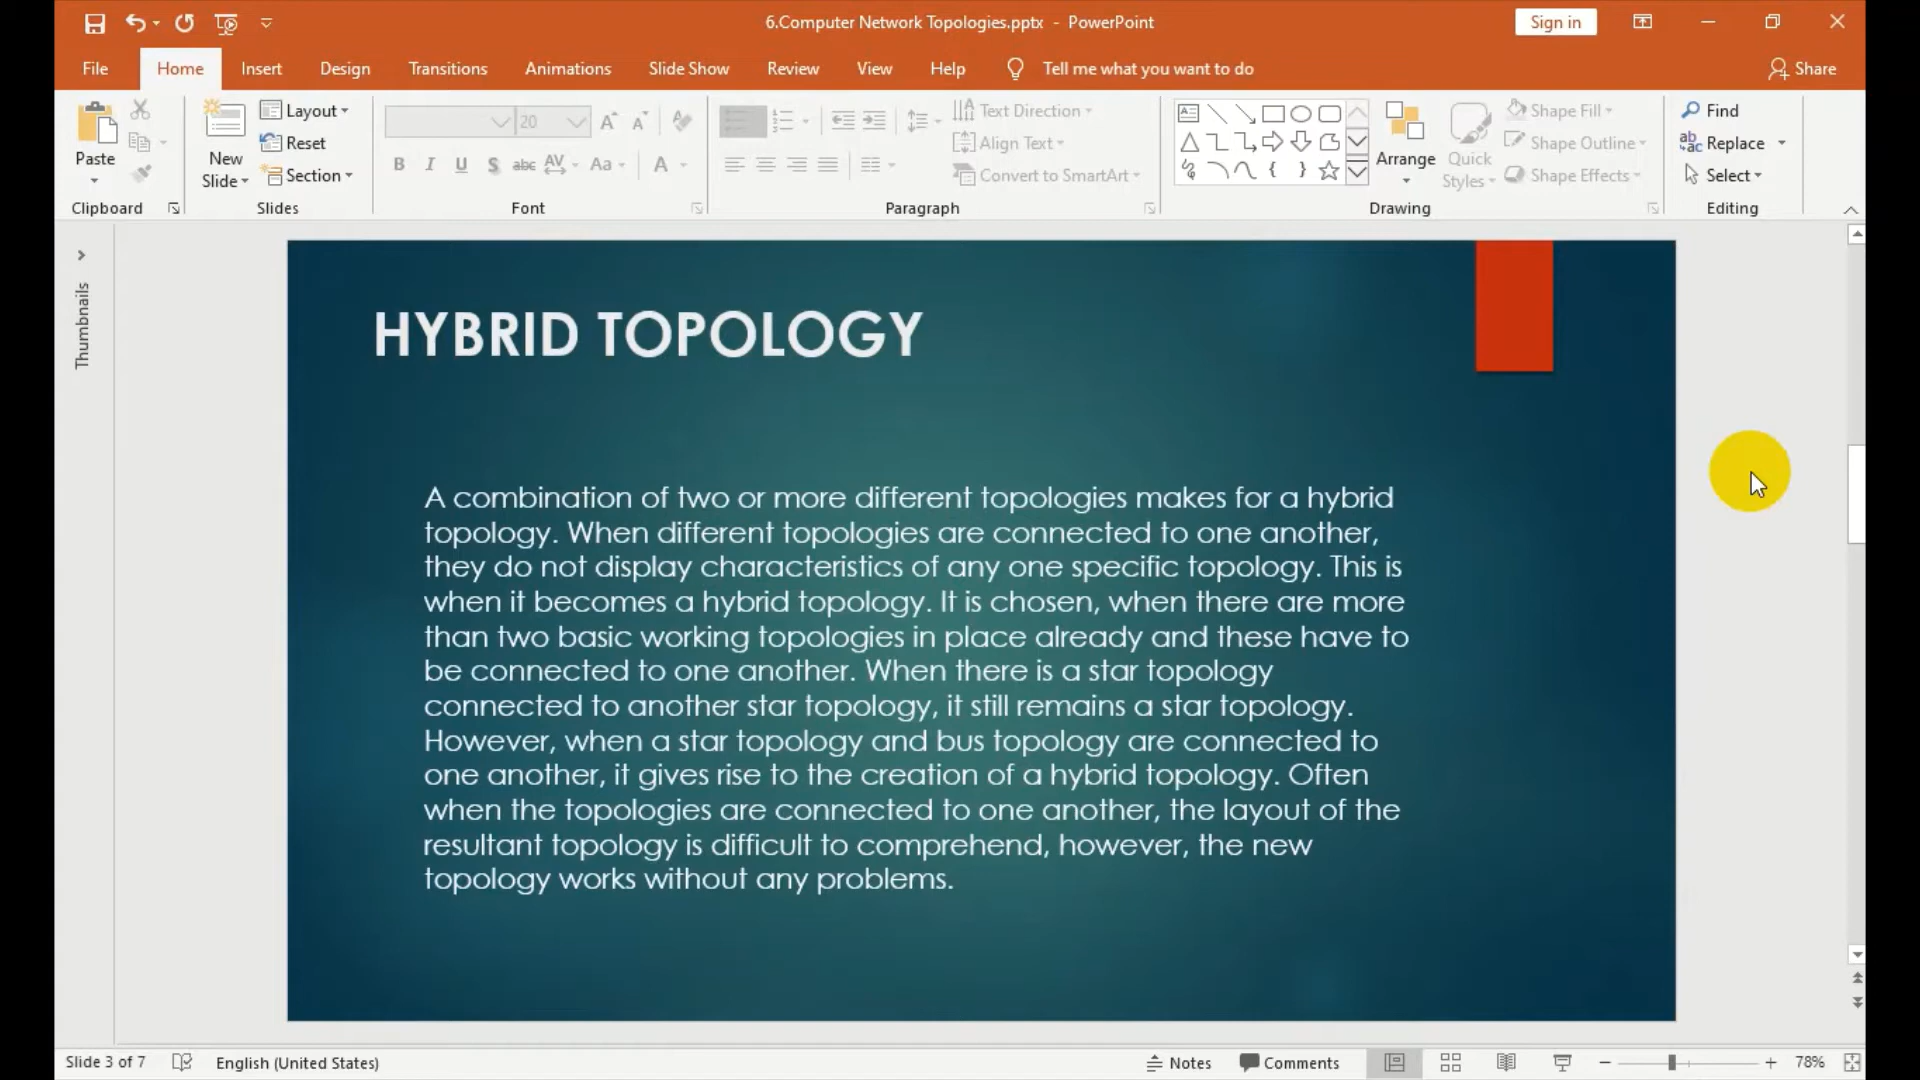 6.Computer Network Topologies.pptx - PowerPoint
Sign in
File Home Insert Design Transitions Animations Slide Show Review View Help Tell me what you want to do Share
Paste
New Slide
Layout
Reset
Section
20
B I U S abc AV Aa A
Text Direction
Align Text
Convert to SmartArt
Arrange
Quick Styles
Shape Fill
Shape Outline
Shape Effects
Find
Replace
Select
Clipboard Slides Font Paragraph Drawing Editing
Thumbnails
HYBRID TOPOLOGY
A combination of two or more different topologies makes for a hybrid
topology. When different topologies are connected to one another,
they do not display characteristics of any one specific topology. This is
when it becomes a hybrid topology. It is chosen, when there are more
than two basic working topologies in place already and these have to
be connected to one another. When there is a star topology
connected to another star topology, it still remains a star topology.
However, when a star topology and bus topology are connected to
one another, it gives rise to the creation of a hybrid topology. Often
when the topologies are connected to one another, the layout of the
resultant topology is difficult to comprehend, however, the new
topology works without any problems.
Slide 3 of 7 English (United States) Notes Comments 78%